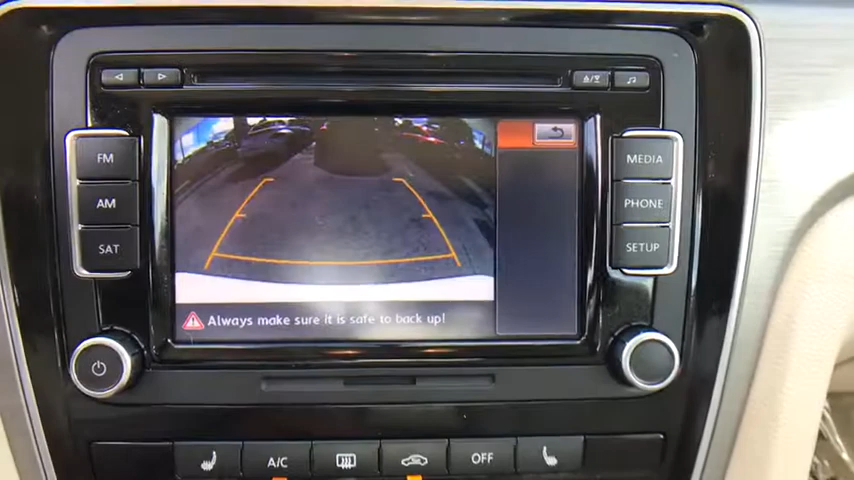 FM
AM
SAT
MEDIA
PHONE
SETUP
Always make sure it is safe to back up!
A/C
OFF